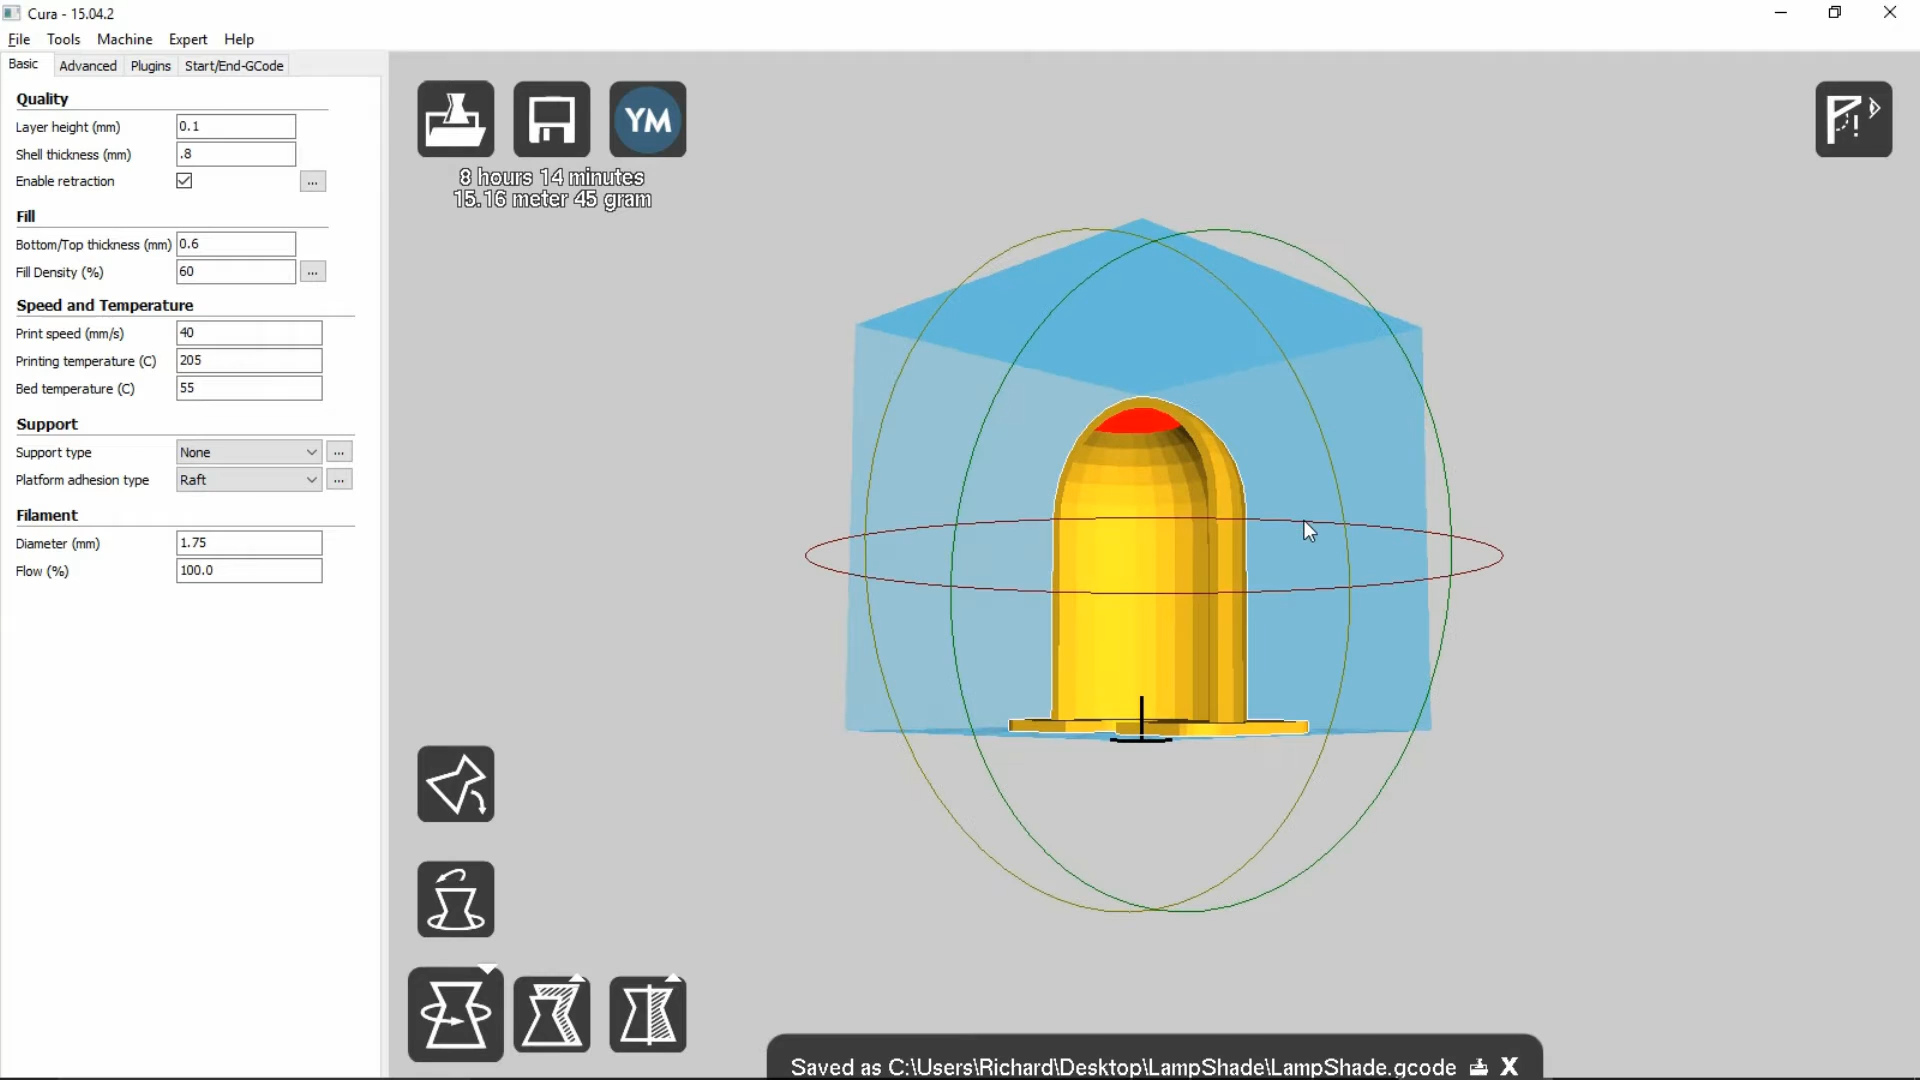 Cura - 15.04.2
File Tools Machine Expert Help
Basic Advanced Plugins Start/End-GCode
Quality
Layer height (mm) 0.1
Shell thickness (mm) .8
Enable retraction ...
Fill
Bottom/Top thickness (mm) 0.6
Fill Density (%) 60 ...
Speed and Temperature
Print speed (mm/s) 40
Printing temperature (C) 205
Bed temperature (C) 55
Support
Support type None ...
Platform adhesion type Raft ...
Filament
Diameter (mm) 1.75
Flow (%) 100.0
YM
8 hours 14 minutes
15.16 meter 45 gram
Saved as C:\Users\Richard\Desktop\LampShade\LampShade.gcode X